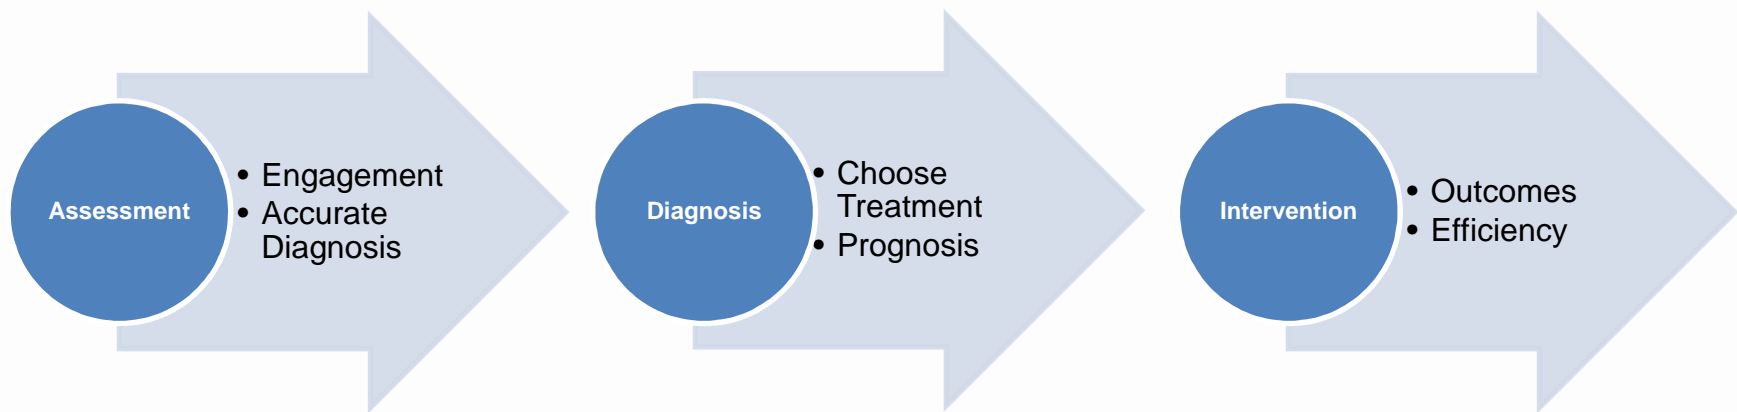 Assessment
• Engagement
• Accurate
Diagnosis
Diagnosis
• Choose
Treatment
• Prognosis
Intervention
• Outcomes
• Efficiency